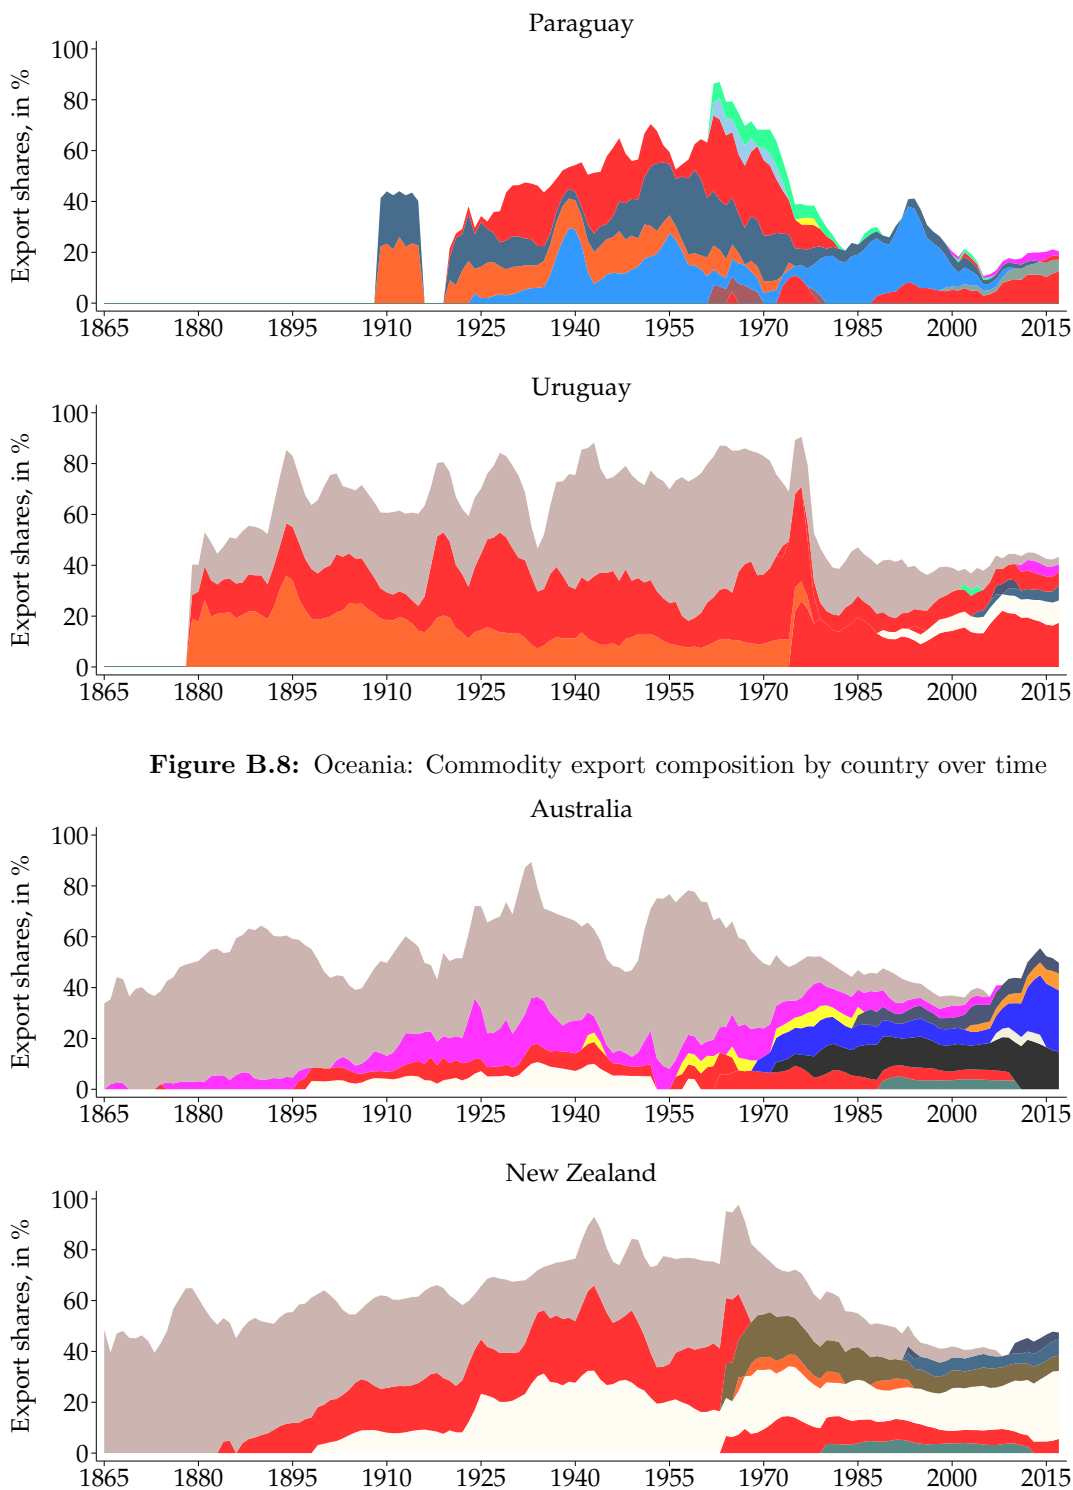 Paraguay
Export shares, in %
100
80
60
40
20
0
1865 1880 1895 1910 1925 1940 1955 1970 1985 2000 2015
Uruguay
Export shares, in %
100
80
60
40
20
0
1865 1880 1895 1910 1925 1940 1955 1970 1985 2000 2015
Figure B.8: Oceania: Commodity export composition by country over time
Australia
Export shares, in %
100
80
60
40
20
0
1865 1880 1895 1910 1925 1940 1955 1970 1985 2000 2015
New Zealand
Export shares, in %
100
80
60
40
20
0
1865 1880 1895 1910 1925 1940 1955 1970 1985 2000 2015